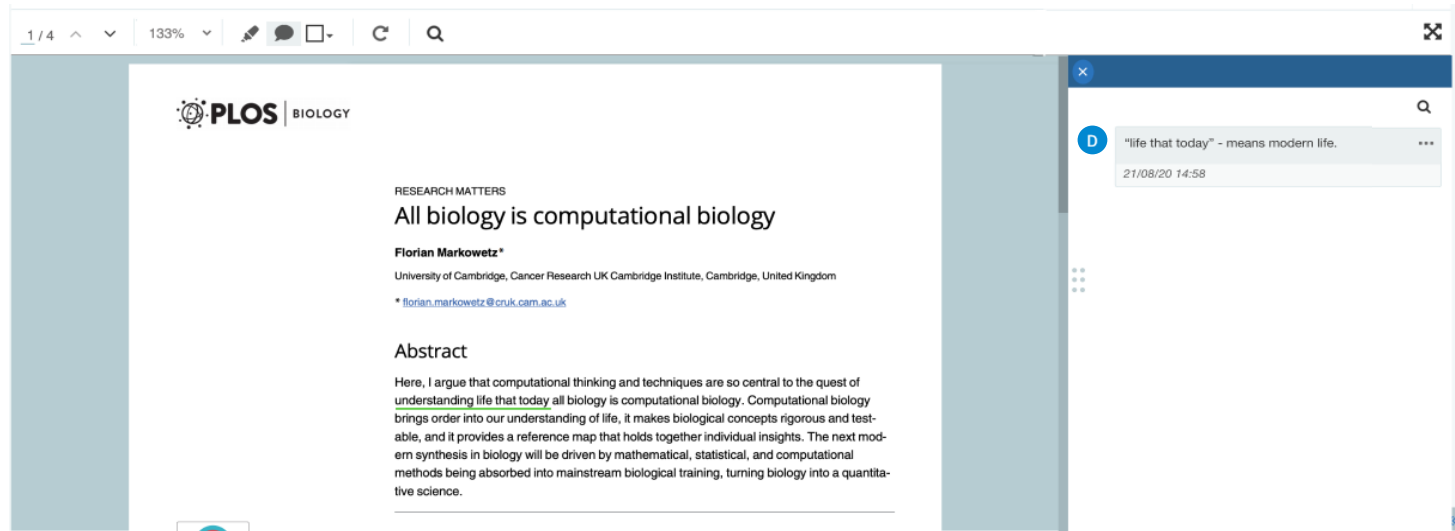 1 / 4 133%
PLOS BIOLOGY
RESEARCH MATTERS
All biology is computational biology
Florian Markowetz*
University of Cambridge, Cancer Research UK Cambridge Institute, Cambridge, United Kingdom
* florian.markowetz@cruk.cam.ac.uk
Abstract
Here, I argue that computational thinking and techniques are so central to the quest of
understanding life that today all biology is computational biology. Computational biology
brings order into our understanding of life, it makes biological concepts rigorous and test-
able, and it provides a reference map that holds together individual insights. The next mod-
ern synthesis in biology will be driven by mathematical, statistical, and computational
methods being absorbed into mainstream biological training, turning biology into a quantita-
tive science.
D
“life that today” - means modern life.
21/08/20 14:58